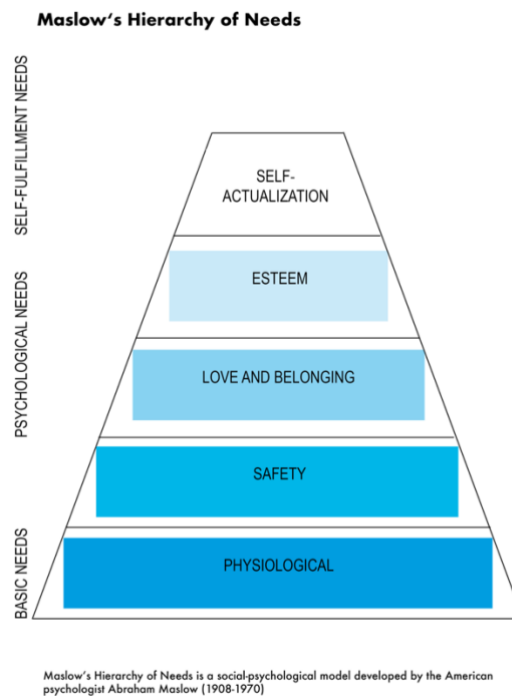 Maslow‘s Hierarchy of Needs
SELF-FULFILLMENT NEEDS
SELF-
ACTUALIZATION
PSYCHOLOGICAL NEEDS
ESTEEM
LOVE AND BELONGING
SAFETY
BASIC NEEDS
PHYSIOLOGICAL
Maslow‘s Hierarchy of Needs is a social-psychological model developed by the American
psychologist Abraham Maslow (1908-1970)